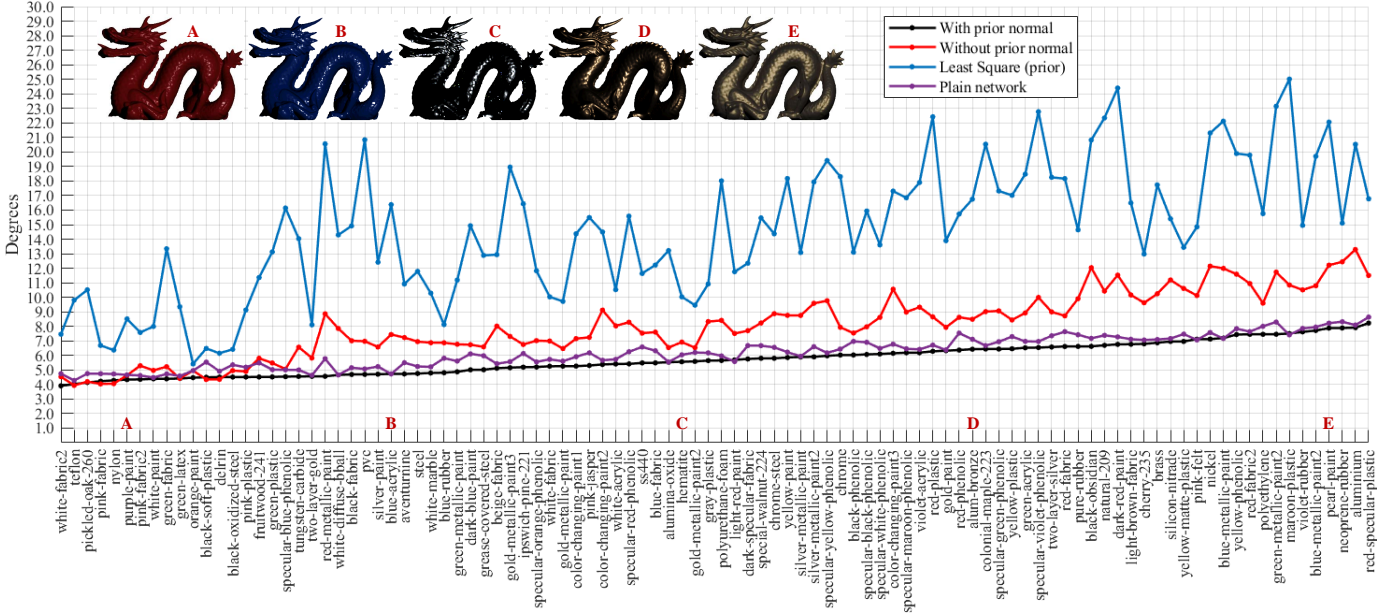 30.0
29.0
28.0
27.0
26.0
25.0
24.0
23.0
22.0
21.0
20.0
19.0
18.0
17.0
16.0
15.0
14.0
13.0
12.0
11.0
10.0
9.0
8.0
7.0
6.0
5.0
4.0
3.0
2.0
1.0
Degrees
A
B
C
D
E
With prior normal
Without prior normal
Least Square (prior)
Plain network
A
B
C
D
E
white-fabric2
teflon
pickled-oak-260
pink-fabric
nylon
purple-paint
pink-fabric2
white-paint
green-fabric
green-latex
orange-paint
black-soft-plastic
delrin
black-oxidized-steel
pink-plastic
fruitwood-241
green-plastic
specular-blue-phenolic
tungsten-carbide
two-layer-gold
red-metallic-paint
white-diffuse-bball
black-fabric
pvc
silver-paint
blue-acrylic
aventurnine
steel
white-marble
blue-rubber
green-metallic-paint
dark-blue-paint
grease-covered-steel
beige-fabric
gold-metallic-paint3
ipswich-pine-221
specular-orange-phenolic
white-fabric
gold-metallic-paint
color-changing-paint1
pink-jasper
color-changing-paint2
white-acrylic
specular-red-phenolic
ss440
blue-fabric
alumina-oxide
hematite
gold-metallic-paint2
gray-plastic
polyurethane-foam
light-red-paint
dark-specular-fabric
special-walnut-224
chrome-steel
yellow-paint
silver-metallic-paint
silver-metallic-paint2
specular-yellow-phenolic
chrome
black-phenolic
specular-black-phenolic
specular-white-phenolic
color-changing-paint3
specular-maroon-phenolic
violet-acrylic
red-plastic
gold-paint
red-phenolic
alum-bronze
colonial-maple-223
specular-green-phenolic
yellow-plastic
green-acrylic
specular-violet-phenolic
two-layer-silver
red-fabric
pure-rubber
black-obsidian
natural-209
dark-red-paint
light-brown-fabric
cherry-235
brass
silicon-nitrade
yellow-matte-plastic
pink-felt
nickel
blue-metallic-paint
yellow-phenolic
red-fabric2
polyethylene
green-metallic-paint2
maroon-plastic
violet-rubber
blue-metallic-paint2
pearl-paint
neoprene-rubber
aluminium
red-specular-plastic